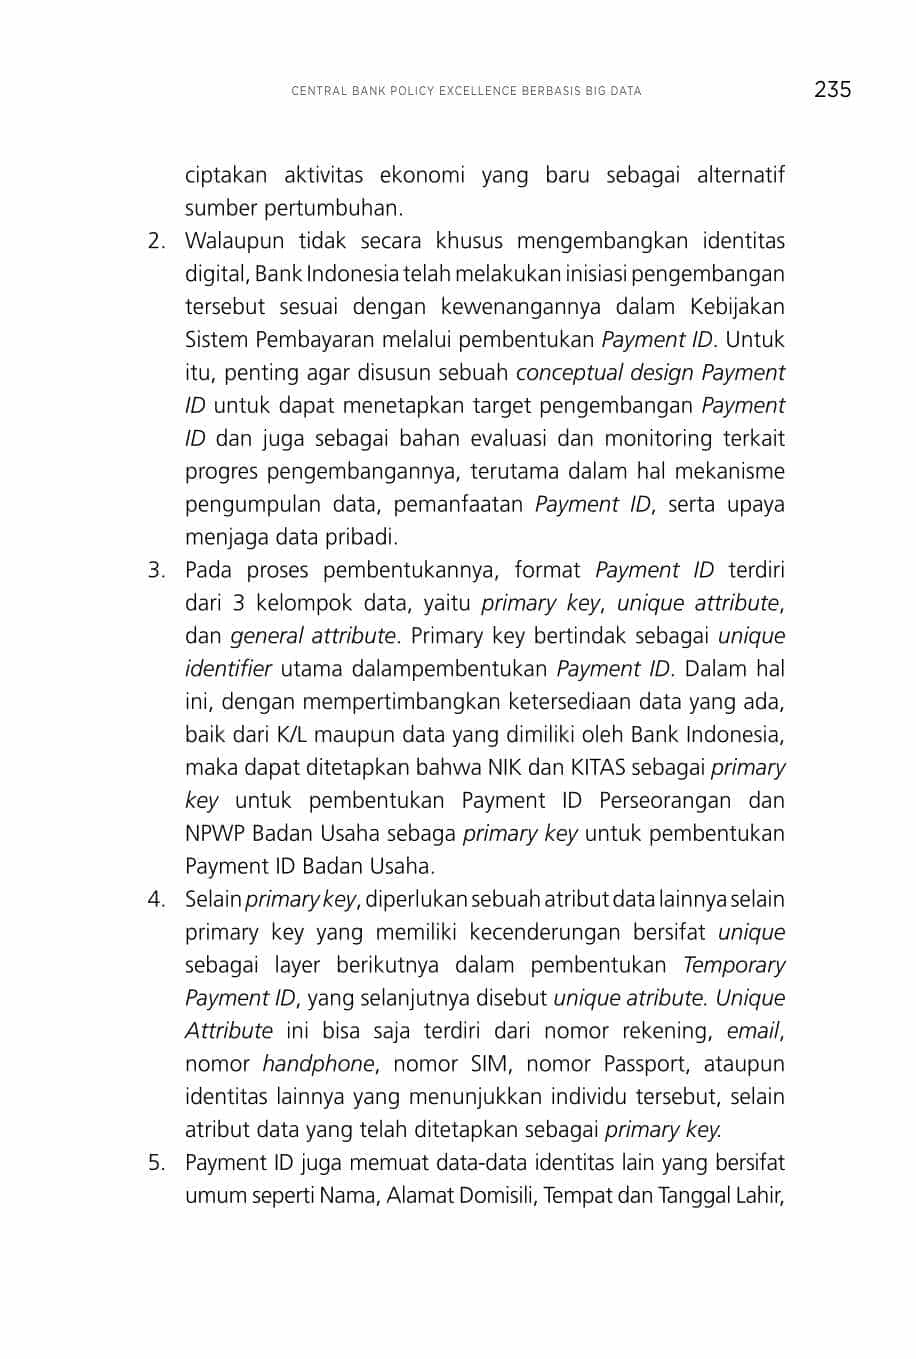 CENTRAL BANK POLICY EXCELLENCE BERBASIS BIG DATA 235
ciptakan aktivitas ekonomi yang baru sebagai alternatif
sumber pertumbuhan.
2. Walaupun tidak secara khusus mengembangkan identitas
digital, Bank Indonesia telah melakukan inisiasi pengembangan
tersebut sesuai dengan kewenangannya dalam Kebijakan
Sistem Pembayaran melalui pembentukan Payment ID. Untuk
itu, penting agar disusun sebuah conceptual design Payment
ID untuk dapat menetapkan target pengembangan Payment
ID dan juga sebagai bahan evaluasi dan monitoring terkait
progres pengembangannya, terutama dalam hal mekanisme
pengumpulan data, pemanfaatan Payment ID, serta upaya
menjaga data pribadi.
3. Pada proses pembentukannya, format Payment ID terdiri
dari 3 kelompok data, yaitu primary key, unique attribute,
dan general attribute. Primary key bertindak sebagai unique
identifier utama dalampembentukan Payment ID. Dalam hal
ini, dengan mempertimbangkan ketersediaan data yang ada,
baik dari K/L maupun data yang dimiliki oleh Bank Indonesia,
maka dapat ditetapkan bahwa NIK dan KITAS sebagai primary
key untuk pembentukan Payment ID Perseorangan dan
NPWP Badan Usaha sebaga primary key untuk pembentukan
Payment ID Badan Usaha.
4. Selain primary key, diperlukan sebuah atribut data lainnya selain
primary key yang memiliki kecenderungan bersifat unique
sebagai layer berikutnya dalam pembentukan Temporary
Payment ID, yang selanjutnya disebut unique atribute. Unique
Attribute ini bisa saja terdiri dari nomor rekening, email,
nomor handphone, nomor SIM, nomor Passport, ataupun
identitas lainnya yang menunjukkan individu tersebut, selain
atribut data yang telah ditetapkan sebagai primary key.
5. Payment ID juga memuat data-data identitas lain yang bersifat
umum seperti Nama, Alamat Domisili, Tempat dan Tanggal Lahir,